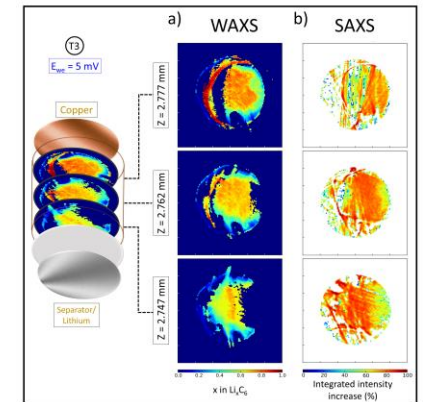 a) WAXS b) SAXS
T3
E_we = 5 mV
Copper
Z = 2.777 mm
Z = 2.762 mm
Z = 2.747 mm
Separator/
Lithium
0.0 0.2 0.4 0.6 0.8 1.0
x in LiₓC₆
0 20 40 60 80 100
Integrated intensity
increase (%)